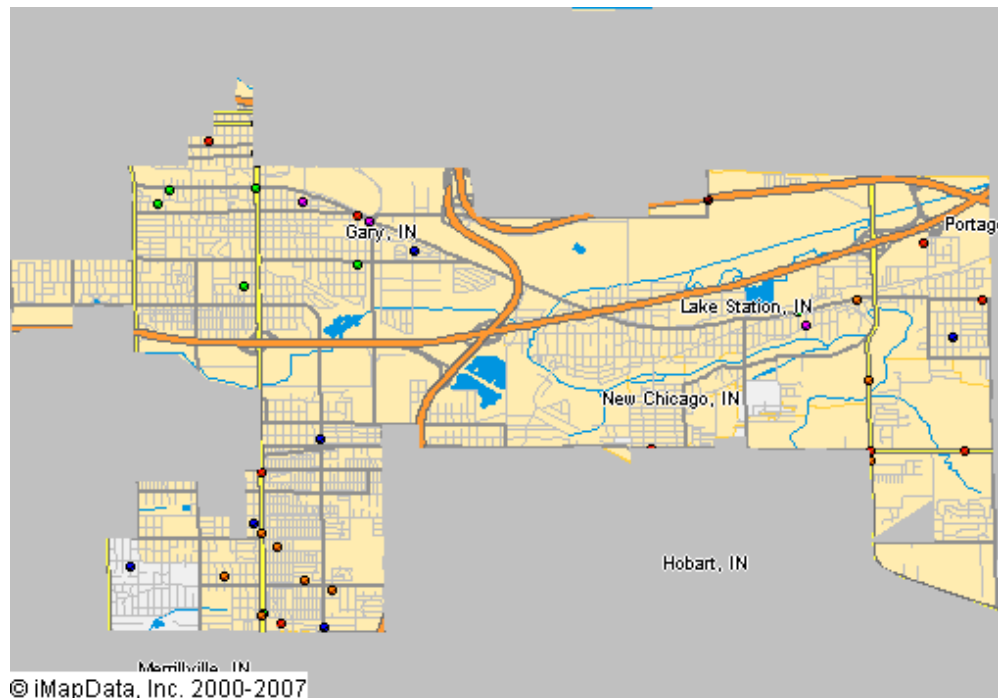 Gary, IN
Portage
Lake Station, IN
New Chicago, IN
Hobart, IN
Merrillville, IN
© iMapData, Inc. 2000-2007